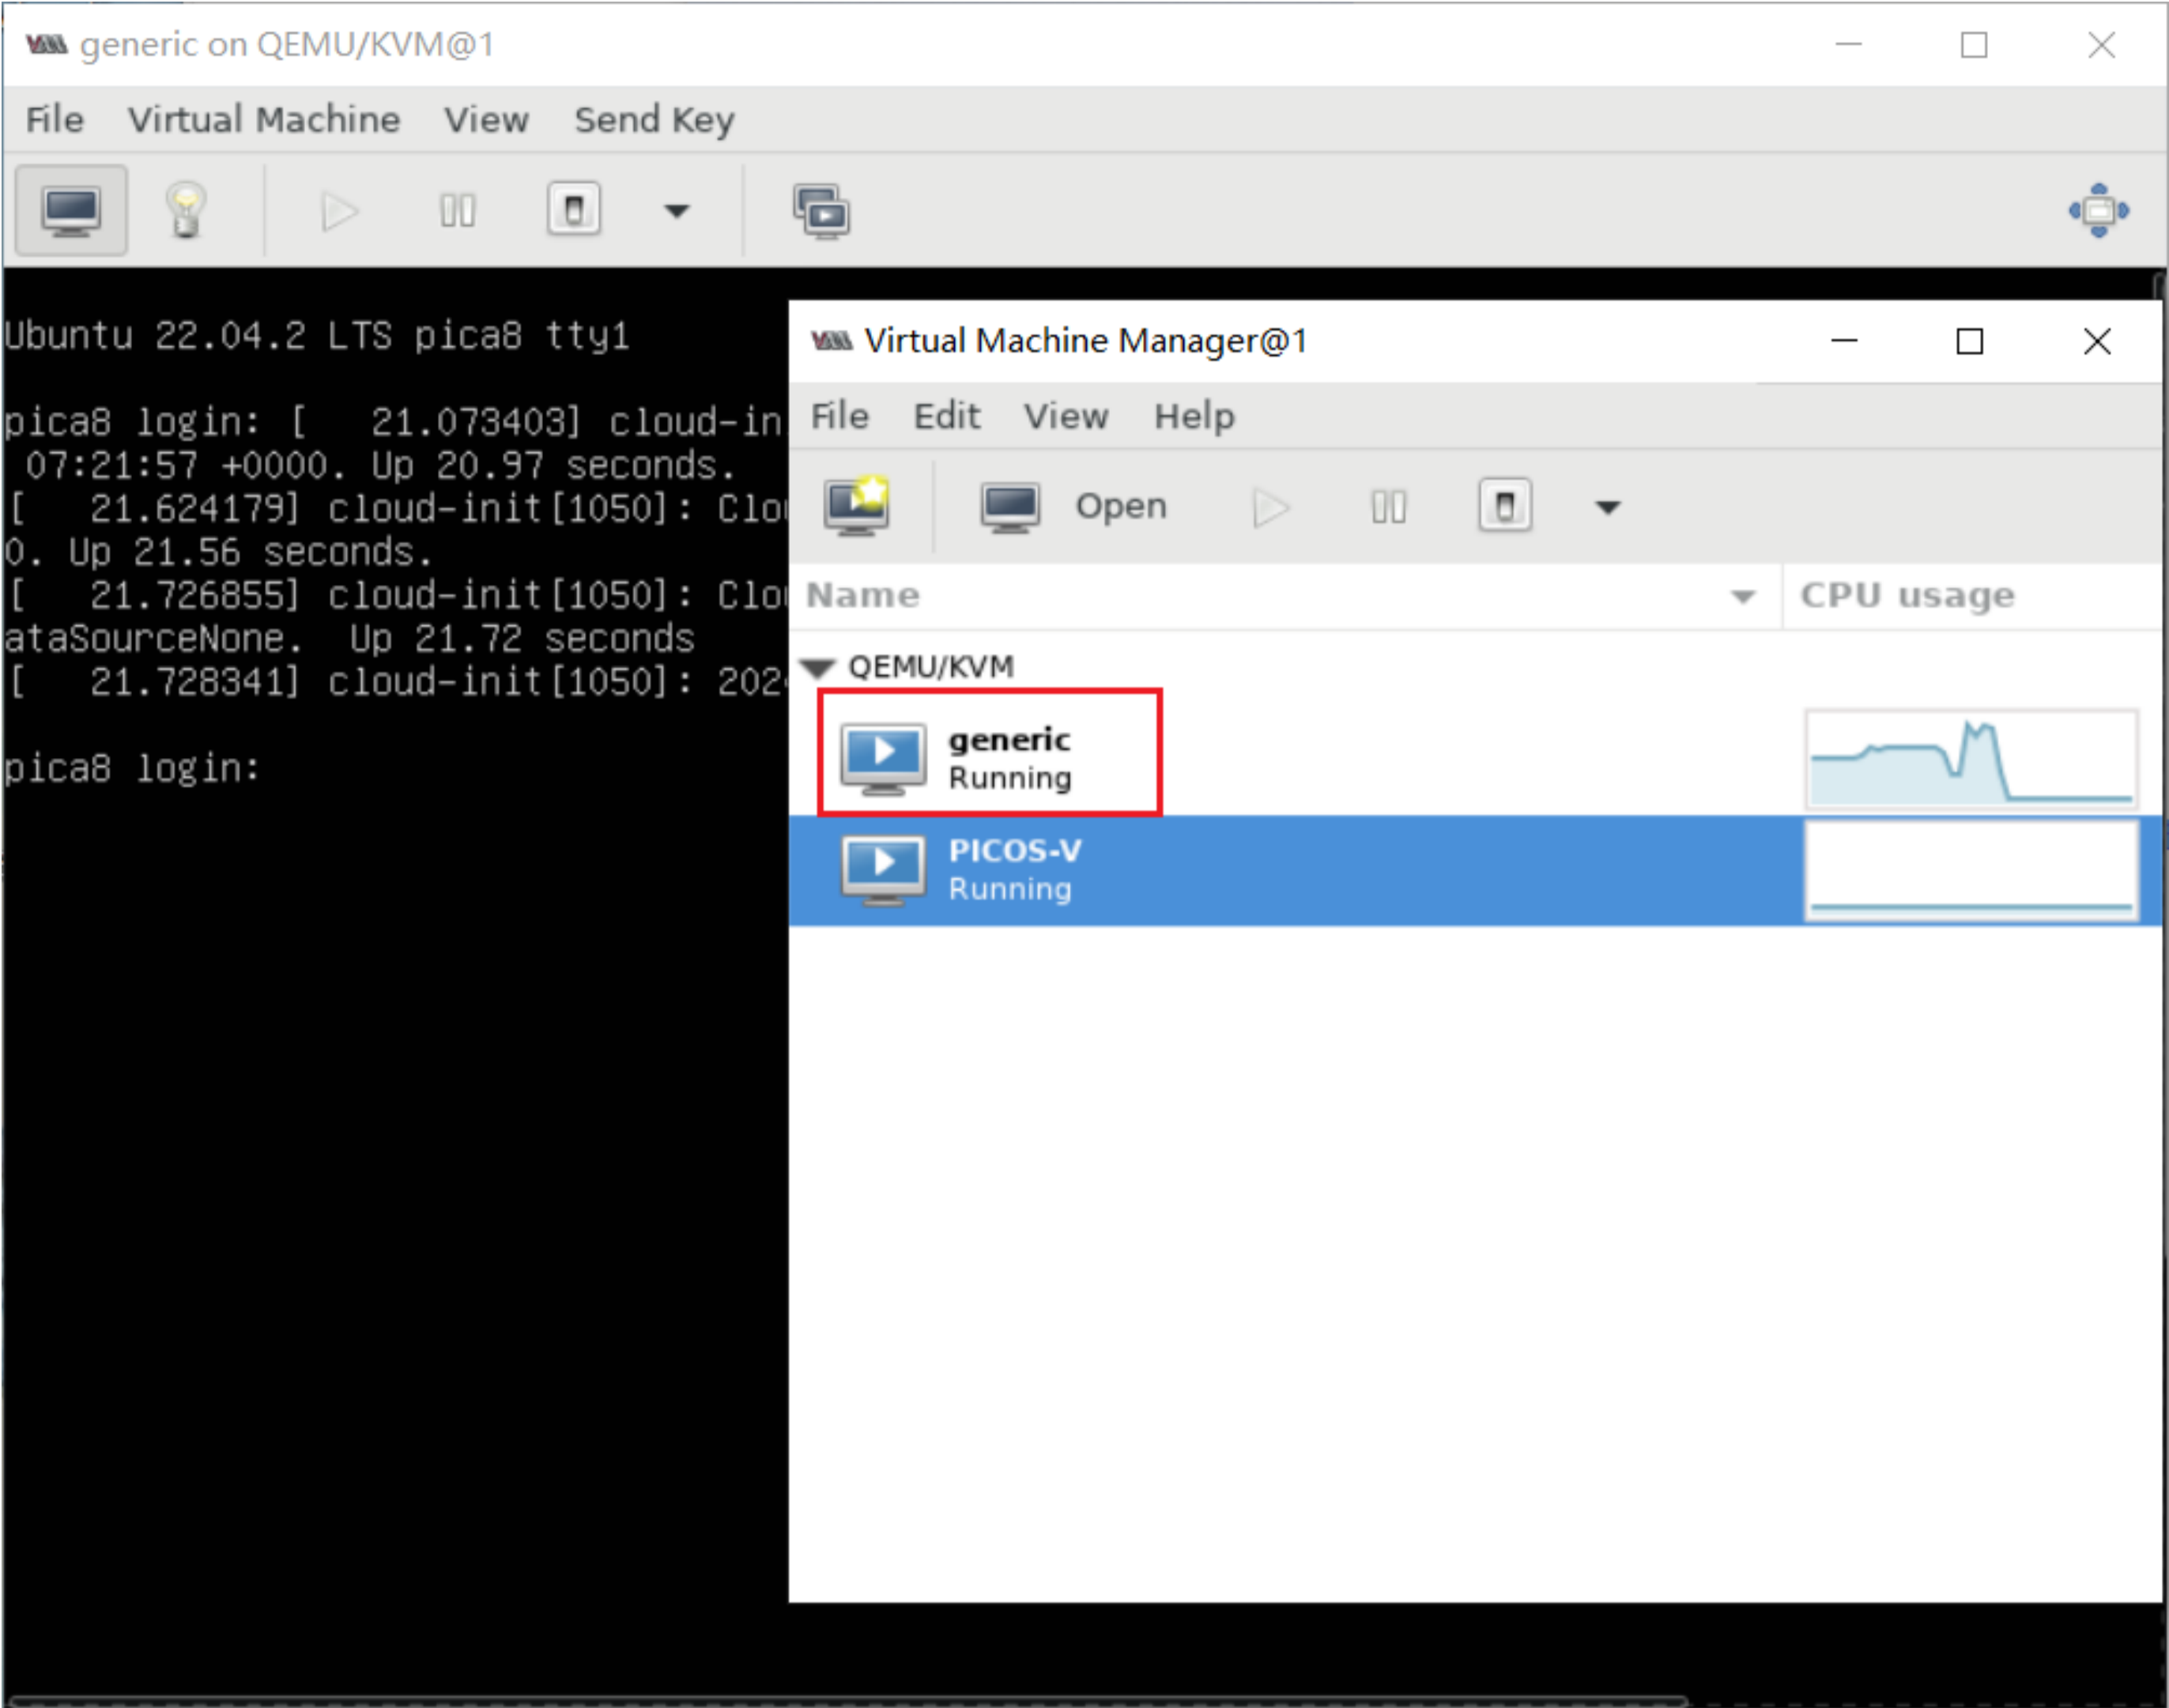 generic on QEMU/KVM@1
File Virtual Machine View Send Key
Ubuntu 22.04.2 LTS pica8 tty1
pica8 login: [   21.073403] cloud-in
07:21:57 +0000. Up 20.97 seconds.
[   21.624179] cloud-init[1050]: Clo
0. Up 21.56 seconds.
[   21.726855] cloud-init[1050]: Clo
ataSourceNone.  Up 21.72 seconds
[   21.728341] cloud-init[1050]: 202
pica8 login:
Virtual Machine Manager@1
File Edit View Help
Open
Name CPU usage
QEMU/KVM
generic
Running
PICOS-V
Running